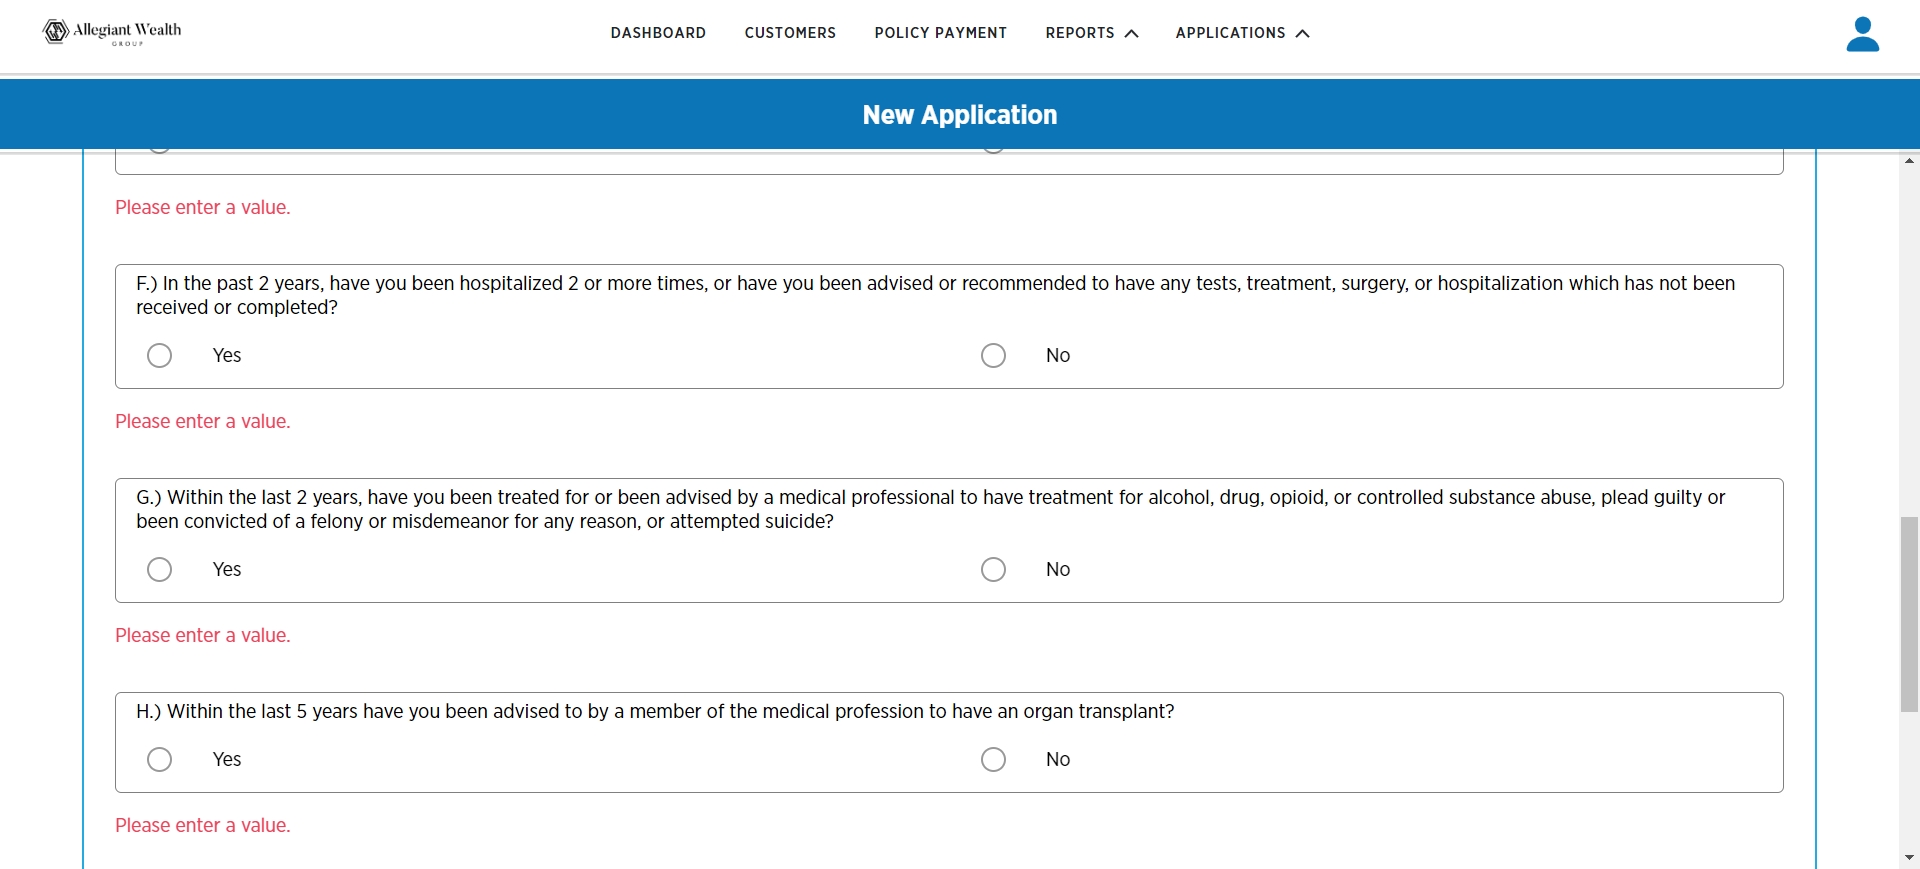 Allegiant Wealth
GROUP
DASHBOARD
CUSTOMERS
POLICY PAYMENT
REPORTS
APPLICATIONS
New Application
Please enter a value.
F.) In the past 2 years, have you been hospitalized 2 or more times, or have you been advised or recommended to have any tests, treatment, surgery, or hospitalization which has not been
received or completed?
Yes
No
Please enter a value.
G.) Within the last 2 years, have you been treated for or been advised by a medical professional to have treatment for alcohol, drug, opioid, or controlled substance abuse, plead guilty or
been convicted of a felony or misdemeanor for any reason, or attempted suicide?
Yes
No
Please enter a value.
H.) Within the last 5 years have you been advised to by a member of the medical profession to have an organ transplant?
Yes
No
Please enter a value.